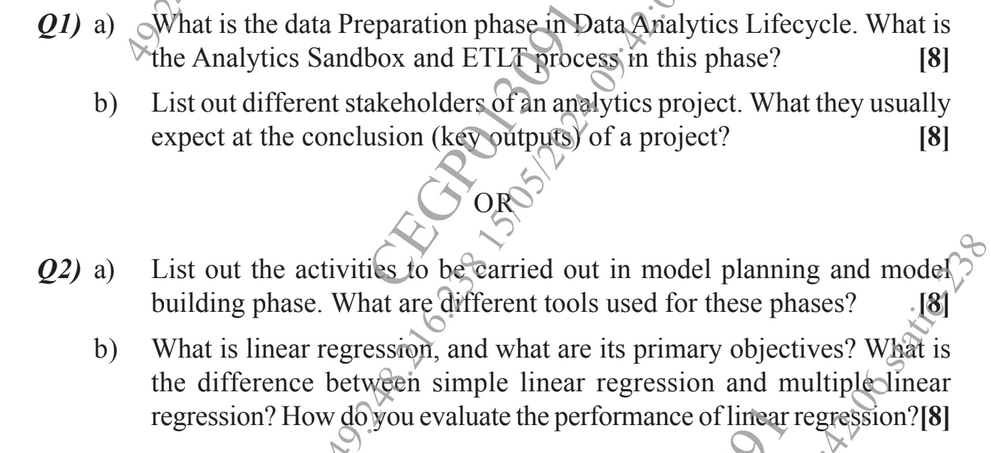 Q1) a) What is the data Preparation phase in Data Analytics Lifecycle. What is
the Analytics Sandbox and ETLT process in this phase? [8]
b) List out different stakeholders of an analytics project. What they usually
expect at the conclusion (key outputs) of a project? [8]
OR
Q2) a) List out the activities to be carried out in model planning and model
building phase. What are different tools used for these phases? [8]
b) What is linear regression, and what are its primary objectives? What is
the difference between simple linear regression and multiple linear
regression? How do you evaluate the performance of linear regression?[8]
CEGP013091
49.248.216.238 15/05/2024 09:42:0
static-238